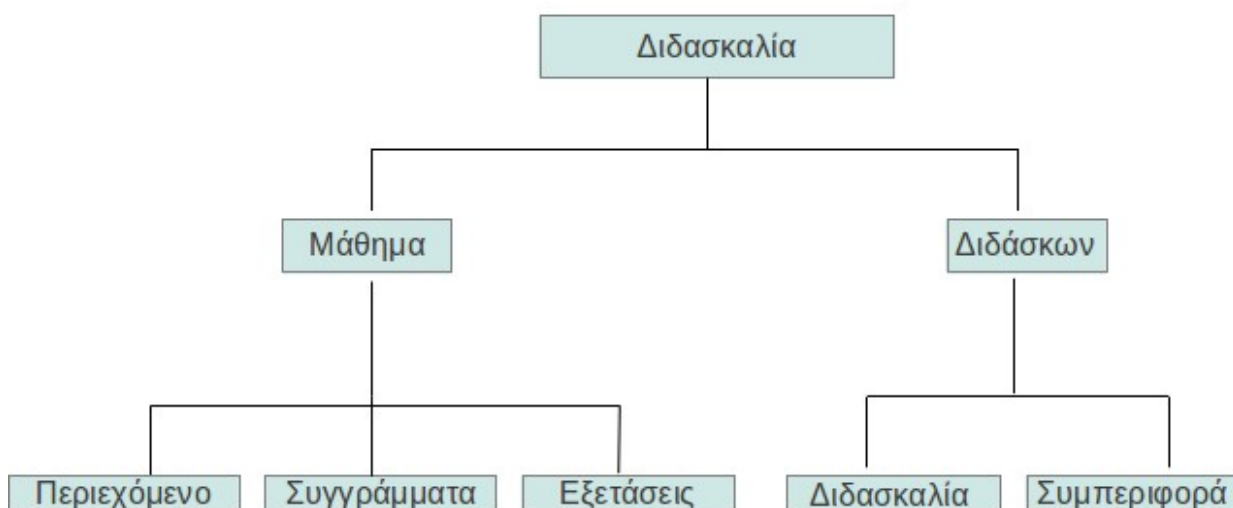 Διδασκαλία
Μάθημα
Διδάσκων
Περιεχόμενο
Συγγράμματα
Εξετάσεις
Διδασκαλία
Συμπεριφορά